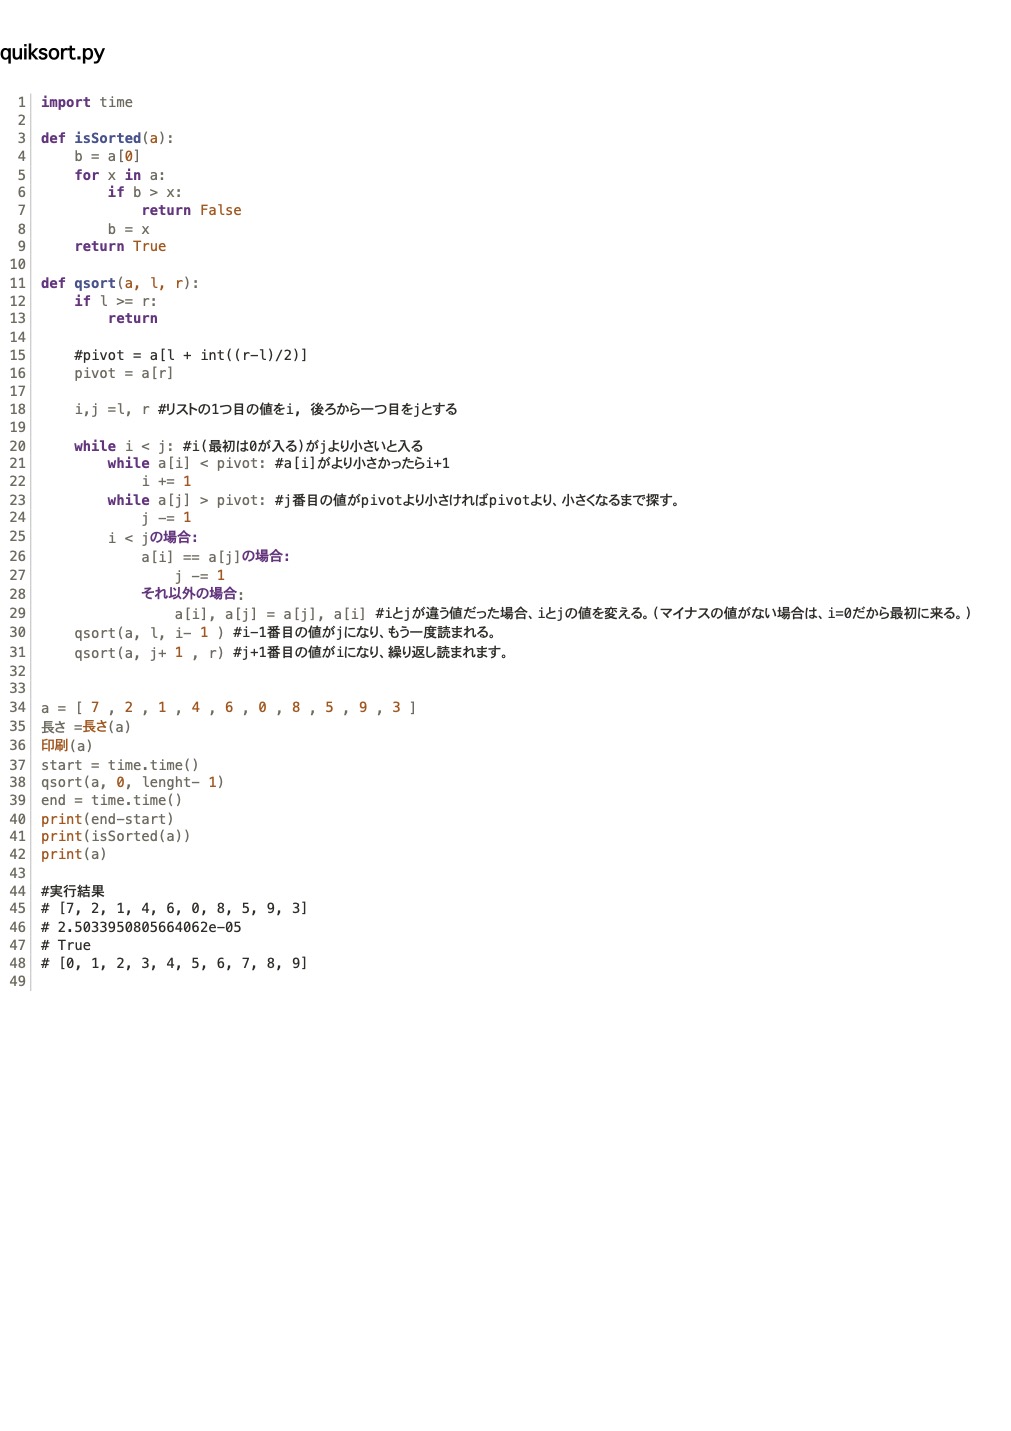 quiksort.py
1 import time
2
3 def isSorted(a):
4     b = a[0]
5     for x in a:
6         if b > x:
7             return False
8         b = x
9     return True
10
11 def qsort(a, l, r):
12     if l >= r:
13         return
14
15     #pivot = a[l + int((r-l)/2)]
16     pivot = a[r]
17
18     i,j =l, r #リストの1つ目の値をi, 後ろから一つ目をjとする
19
20     while i < j: #i(最初は0が入る)がjより小さいと入る
21         while a[i] < pivot: #a[i]がより小さかったらi+1
22             i += 1
23         while a[j] > pivot: #j番目の値がpivotより小さければpivotより、小さくなるまで探す。
24             j -= 1
25         i < jの場合:
26             a[i] == a[j]の場合:
27                 j -= 1
28             それ以外の場合:
29                 a[i], a[j] = a[j], a[i] #iとjが違う値だった場合、iとjの値を変える。(マイナスの値がない場合は、i=0だから最初に来る。)
30     qsort(a, l, i- 1 ) #i-1番目の値がjになり、もう一度読まれる。
31     qsort(a, j+ 1 , r) #j+1番目の値がiになり、繰り返し読まれます。
32
33
34 a = [ 7 , 2 , 1 , 4 , 6 , 0 , 8 , 5 , 9 , 3 ]
35 長さ =長さ(a)
36 印刷(a)
37 start = time.time()
38 qsort(a, 0, lenght- 1)
39 end = time.time()
40 print(end-start)
41 print(isSorted(a))
42 print(a)
43
44 #実行結果
45 # [7, 2, 1, 4, 6, 0, 8, 5, 9, 3]
46 # 2.5033950805664062e-05
47 # True
48 # [0, 1, 2, 3, 4, 5, 6, 7, 8, 9]
49